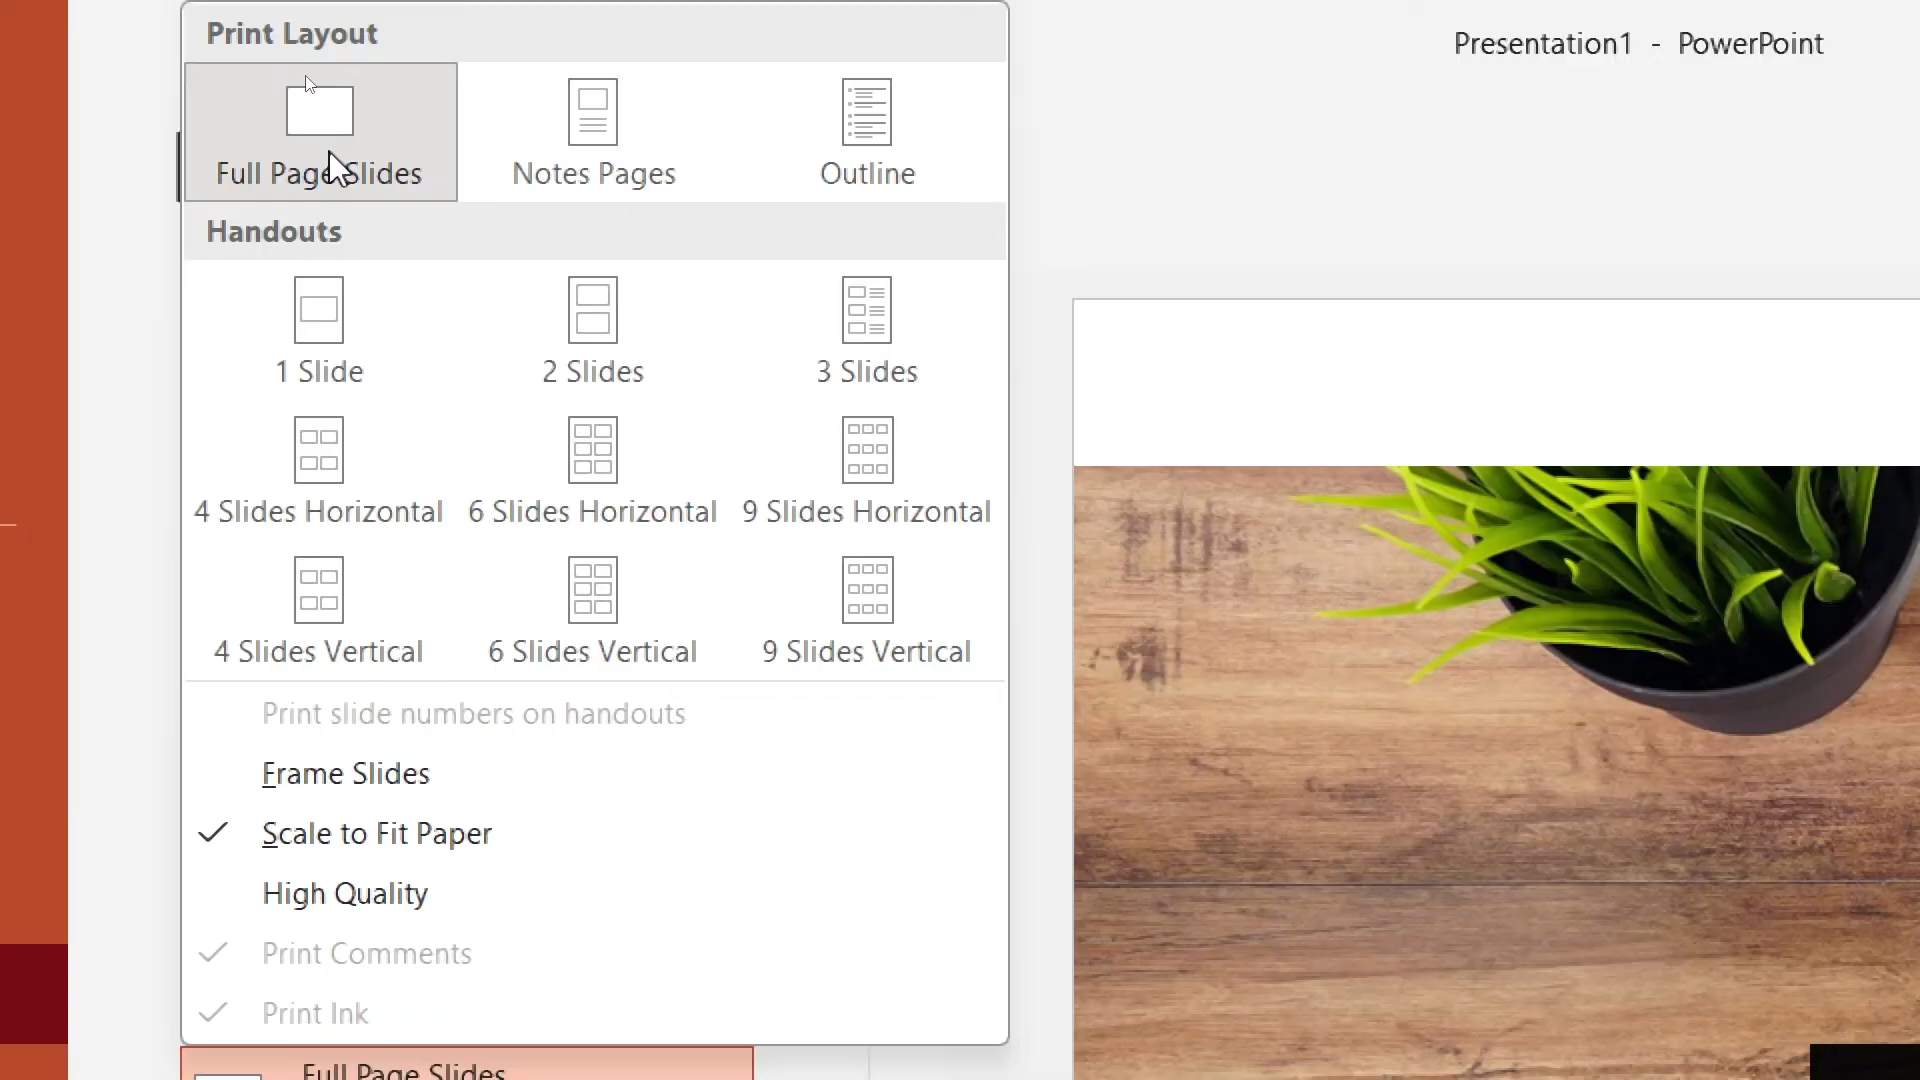 Print Layout
Presentation1 - PowerPoint
Full Page Slides
Notes Pages
Outline
Handouts
1 Slide
2 Slides
3 Slides
4 Slides Horizontal
6 Slides Horizontal
9 Slides Horizontal
4 Slides Vertical
6 Slides Vertical
9 Slides Vertical
Print slide numbers on handouts
Frame Slides
Scale to Fit Paper
High Quality
Print Comments
Print Ink
Full Page Slides